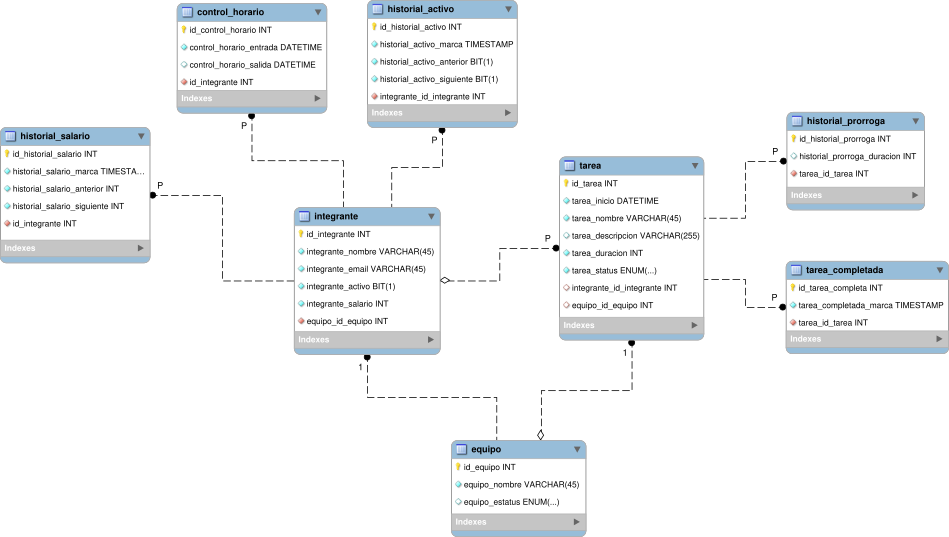 control_horario
id_control_horario INT
control_horario_entrada DATETIME
control_horario_salida DATETIME
id_integrante INT
Indexes
P
historial_activo
id_historial_activo INT
historial_activo_marca TIMESTAMP
historial_activo_anterior BIT(1)
historial_activo_siguiente BIT(1)
integrante_id_integrante INT
Indexes
P
historial_salario
id_historial_salario INT
historial_salario_marca TIMESTA...
historial_salario_anterior INT
historial_salario_siguiente INT
id_integrante INT
Indexes
P
integrante
id_integrante INT
integrante_nombre VARCHAR(45)
integrante_email VARCHAR(45)
integrante_activo BIT(1)
integrante_salario INT
equipo_id_equipo INT
Indexes
1
tarea
id_tarea INT
tarea_inicio DATETIME
tarea_nombre VARCHAR(45)
tarea_descripcion VARCHAR(255)
tarea_duracion INT
tarea_status ENUM(...)
integrante_id_integrante INT
equipo_id_equipo INT
Indexes
P
1
historial_prorroga
id_historial_prorroga INT
historial_prorroga_duracion INT
tarea_id_tarea INT
Indexes
P
tarea_completada
id_tarea_completa INT
tarea_completada_marca TIMESTAMP
tarea_id_tarea INT
Indexes
P
equipo
id_equipo INT
equipo_nombre VARCHAR(45)
equipo_estatus ENUM(...)
Indexes